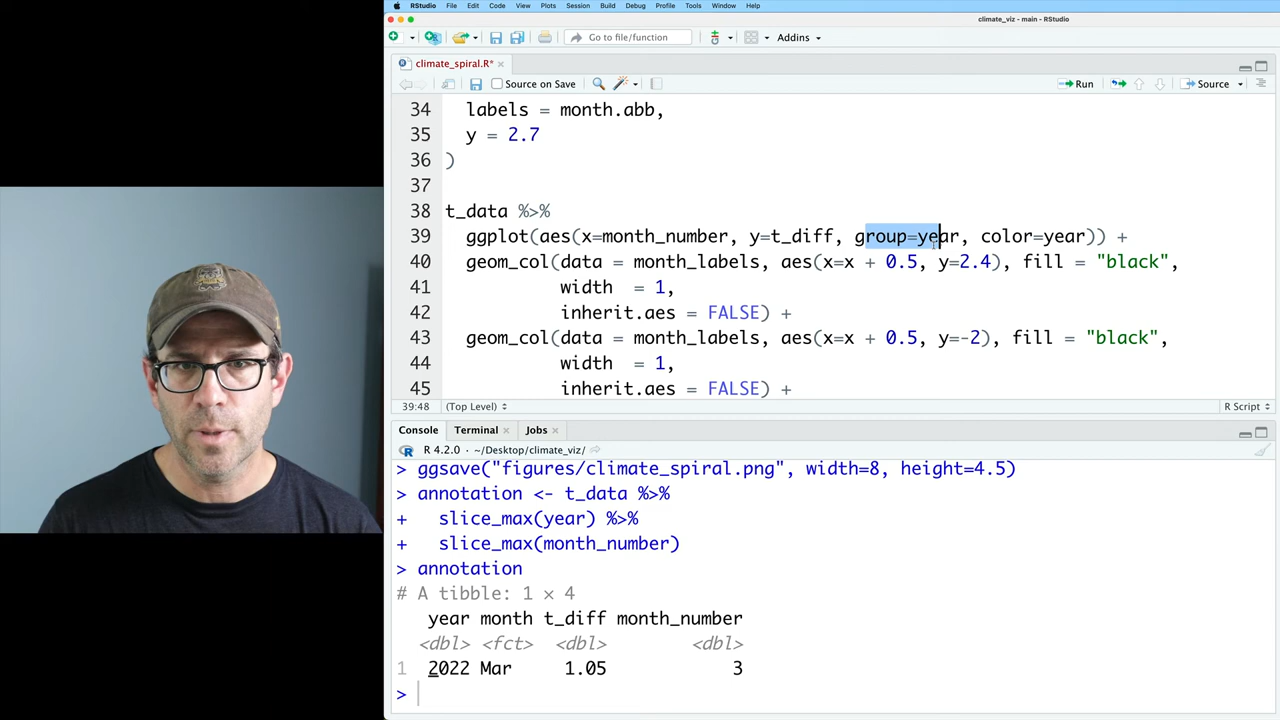 RStudio File Edit Code View Plots Session Build Debug Profile Tools Window Help
climate_viz - main - RStudio
Go to file/function Addins
climate_spiral.R*
Source on Save Run Source
34 labels = month.abb,
35 y = 2.7
36 )
37
38 t_data %>%
39 ggplot(aes(x=month_number, y=t_diff, group=year, color=year)) +
40 geom_col(data = month_labels, aes(x=x + 0.5, y=2.4), fill = "black",
41 width = 1,
42 inherit.aes = FALSE) +
43 geom_col(data = month_labels, aes(x=x + 0.5, y=-2), fill = "black",
44 width = 1,
45 inherit.aes = FALSE) +
39:48 (Top Level) R Script
Console Terminal Jobs
R 4.2.0 · ~/Desktop/climate_viz/
> ggsave("figures/climate_spiral.png", width=8, height=4.5)
> annotation <- t_data %>%
+ slice_max(year) %>%
+ slice_max(month_number)
> annotation
# A tibble: 1 × 4
year month t_diff month_number
<dbl> <fct> <dbl> <dbl>
1 2022 Mar 1.05 3
>